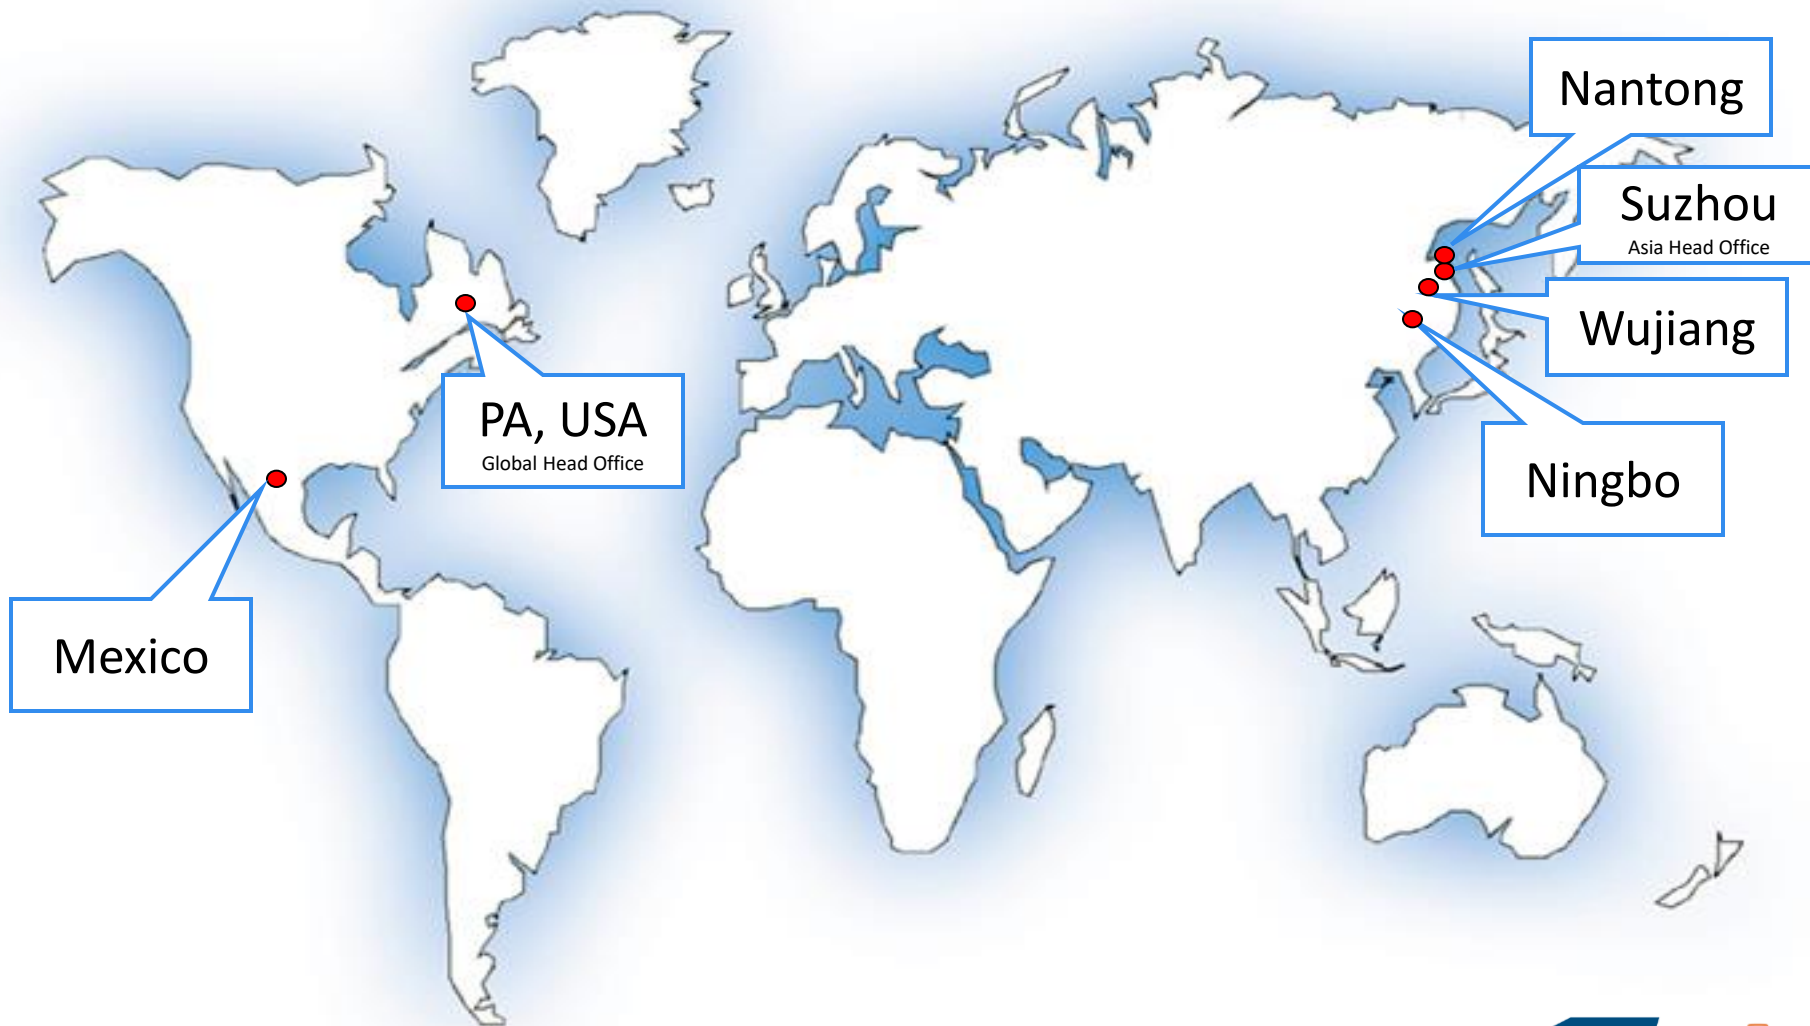 Nantong
Suzhou
Asia Head Office
Wujiang
PA, USA
Global Head Office
Ningbo
Mexico